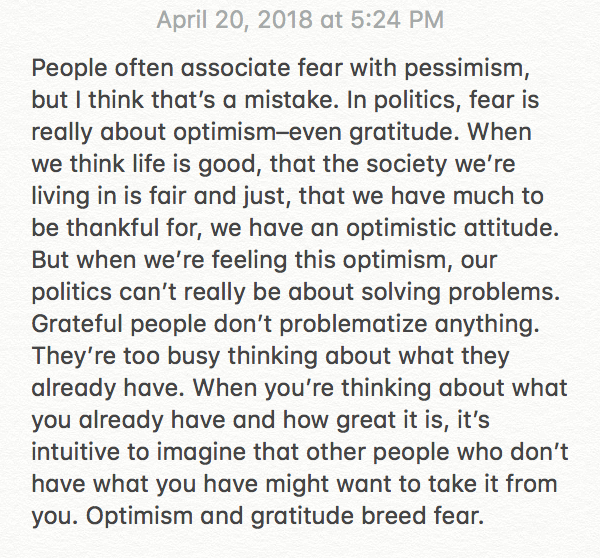 April 20, 2018 at 5:24 PM
People often associate fear with pessimism,
but I think that’s a mistake. In politics, fear is
really about optimism–even gratitude. When
we think life is good, that the society we’re
living in is fair and just, that we have much to
be thankful for, we have an optimistic attitude.
But when we’re feeling this optimism, our
politics can’t really be about solving problems.
Grateful people don’t problematize anything.
They’re too busy thinking about what they
already have. When you’re thinking about what
you already have and how great it is, it’s
intuitive to imagine that other people who don’t
have what you have might want to take it from
you. Optimism and gratitude breed fear.